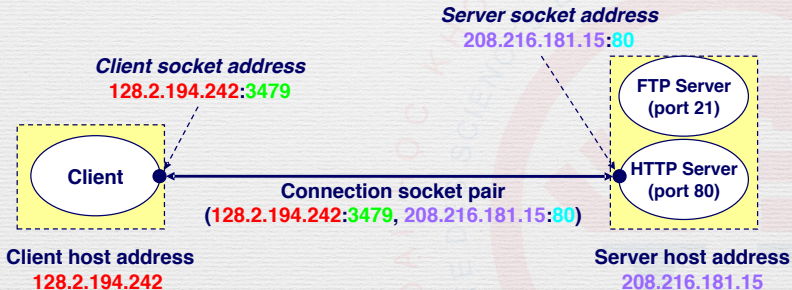 Server socket address
208.216.181.15:80
Client socket address
128.2.194.242:3479
FTP Server
(port 21)
Client
HTTP Server
(port 80)
Connection socket pair
(128.2.194.242:3479, 208.216.181.15:80)
Client host address
128.2.194.242
Server host address
208.216.181.15